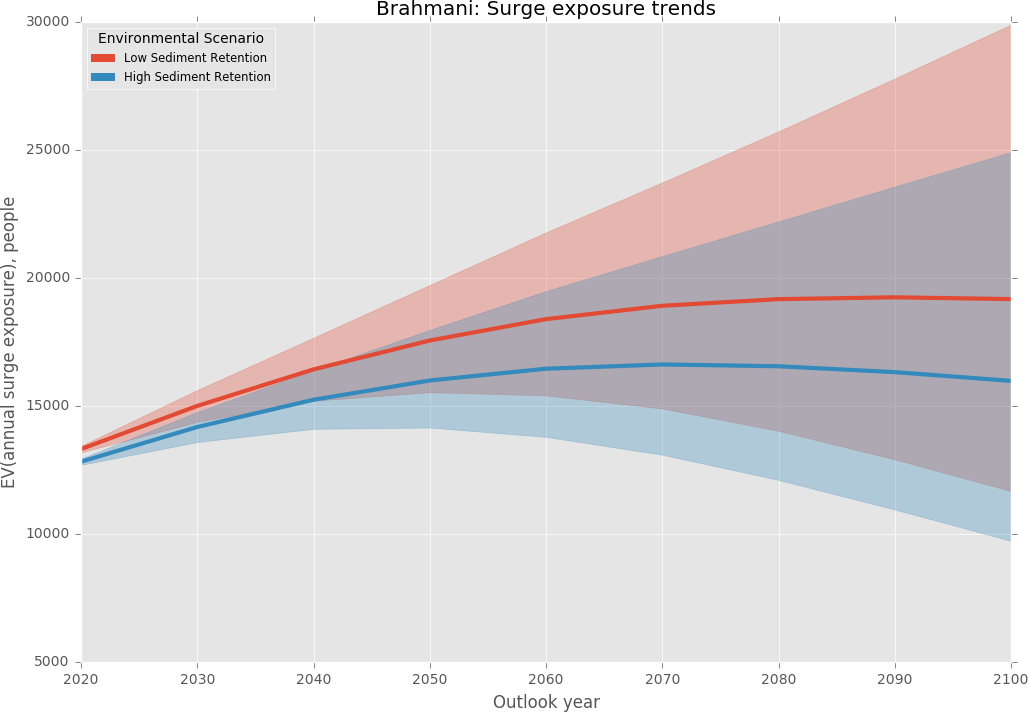 Brahmani: Surge exposure trends
Environmental Scenario
Low Sediment Retention
High Sediment Retention
EV(annual surge exposure), people
30000
25000
20000
15000
10000
5000
2020 2030 2040 2050 2060 2070 2080 2090 2100
Outlook year